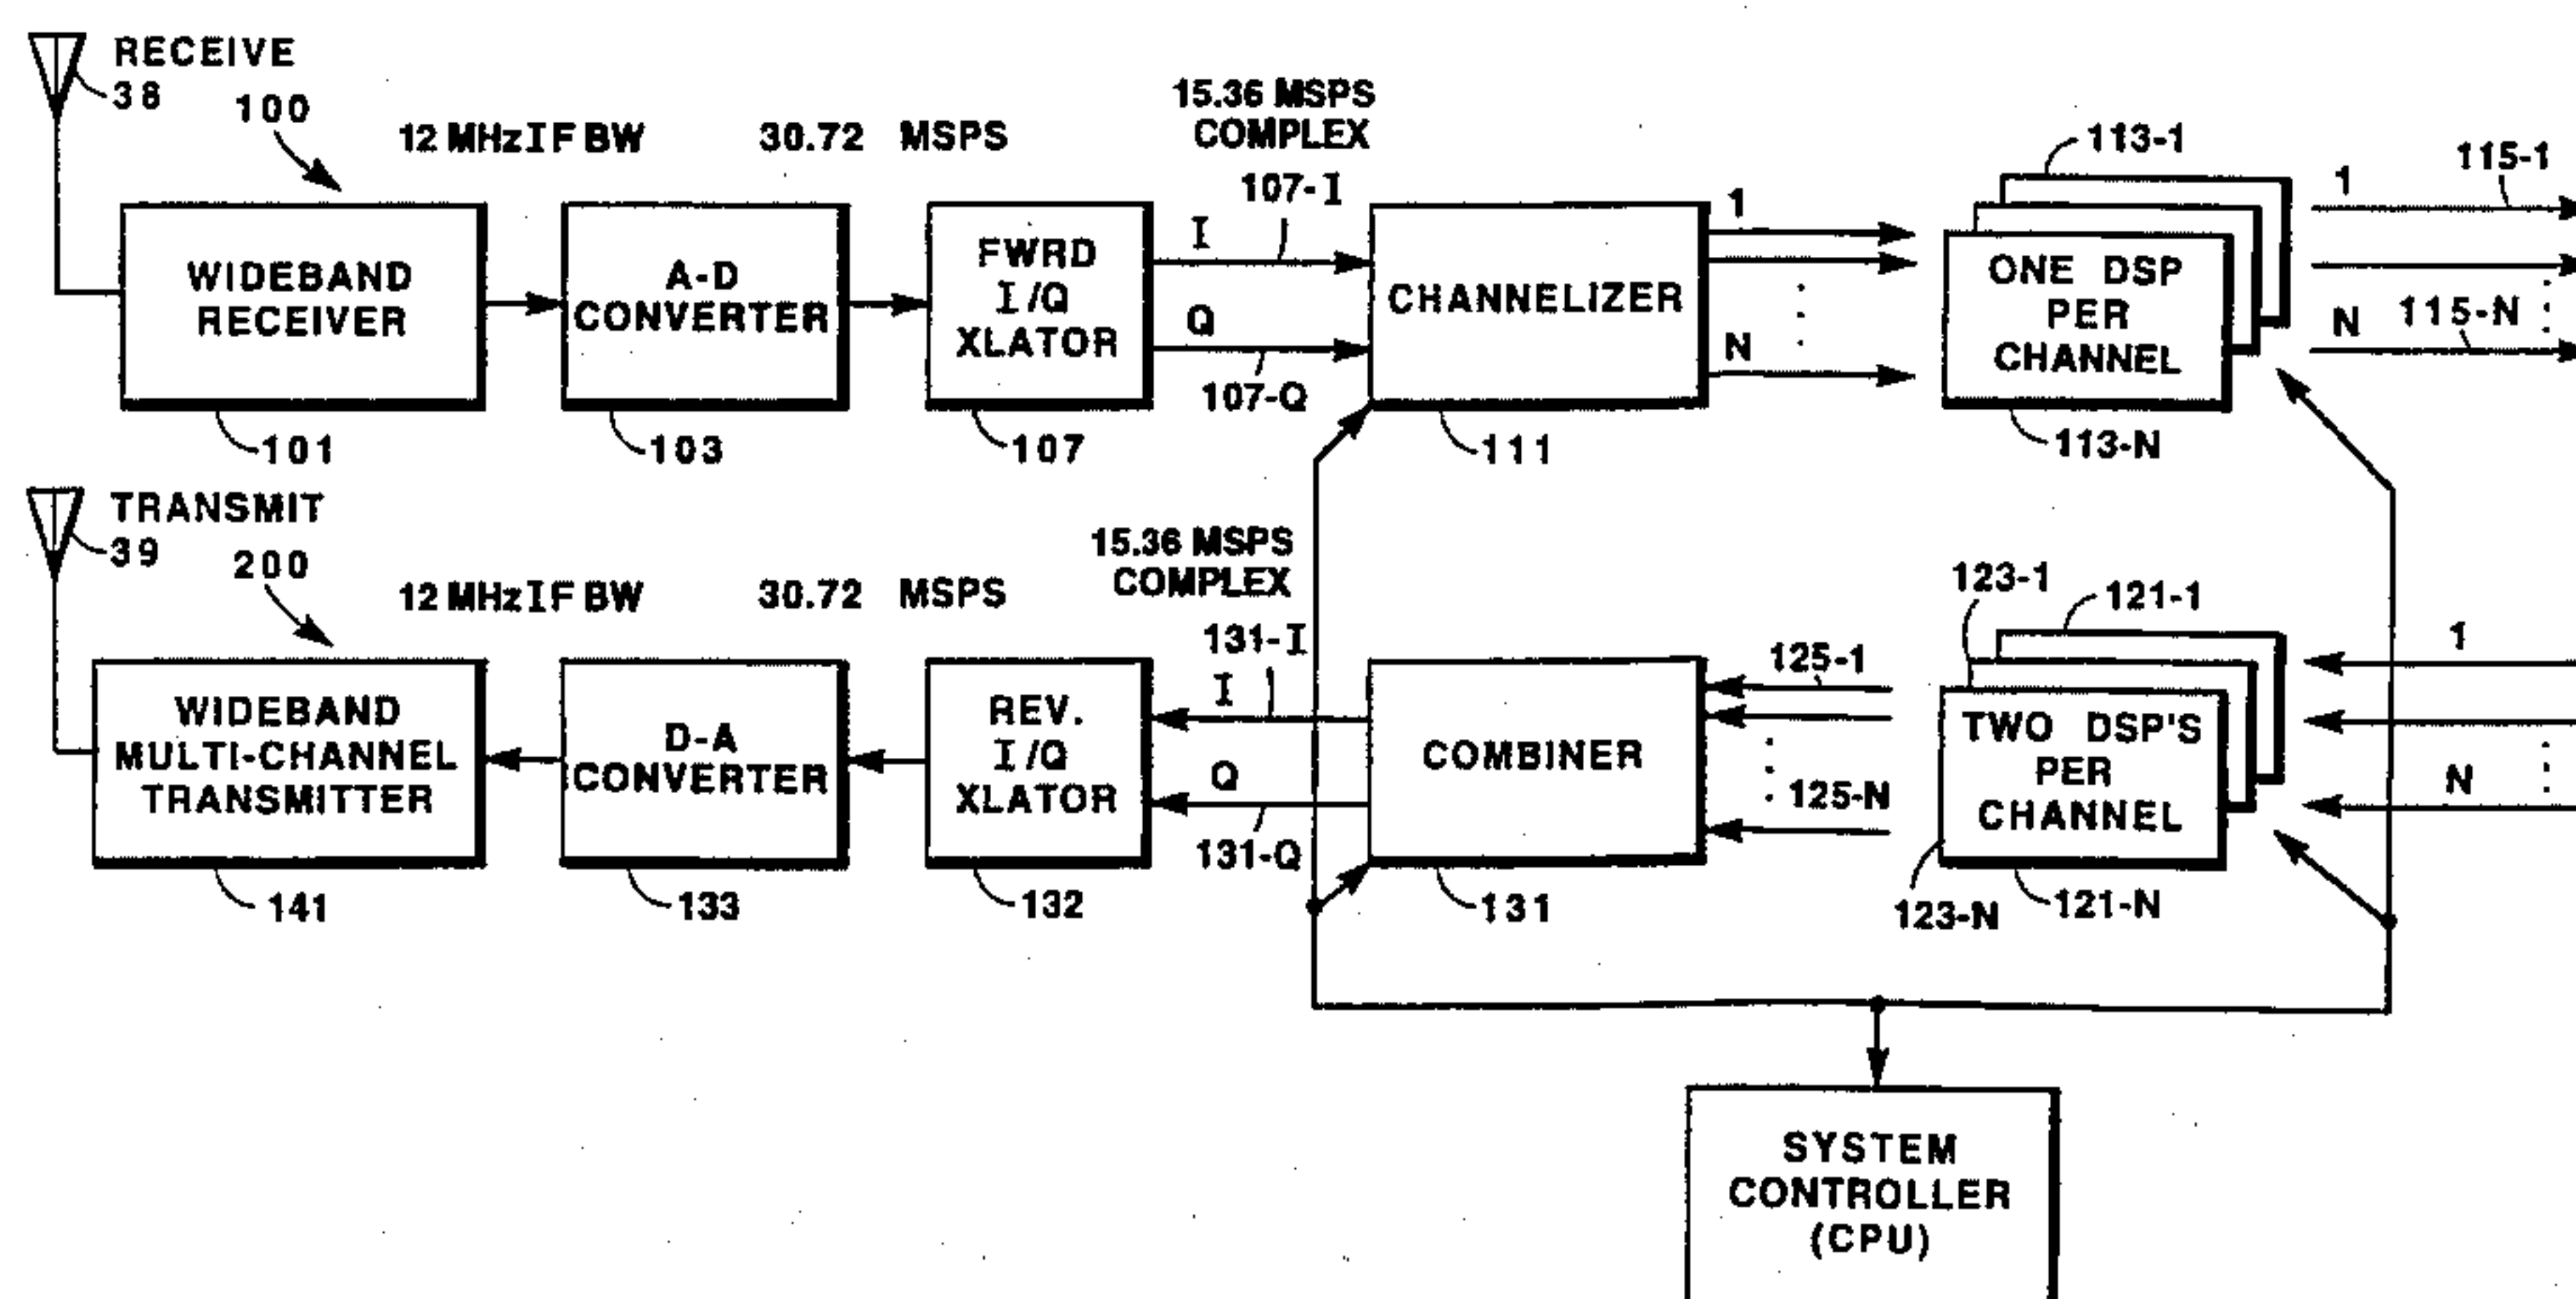 RECEIVE
38
100
12 MHz IF BW
30.72 MSPS
15.36 MSPS
COMPLEX
107-I
I
Q
107-Q
WIDEBAND
RECEIVER
101
A-D
CONVERTER
103
FWRD
I/Q
XLATOR
107
CHANNELIZER
111
1
N
113-1
ONE DSP
PER
CHANNEL
113-N
1
115-1
N
115-N
TRANSMIT
39
200
12 MHz IF BW
30.72 MSPS
15.36 MSPS
COMPLEX
131-I
I
Q
131-Q
WIDEBAND
MULTI-CHANNEL
TRANSMITTER
141
D-A
CONVERTER
133
REV.
I/Q
XLATOR
132
COMBINER
131
125-1
125-N
123-1
121-1
TWO DSP'S
PER
CHANNEL
123-N
121-N
1
N
SYSTEM
CONTROLLER
(CPU)